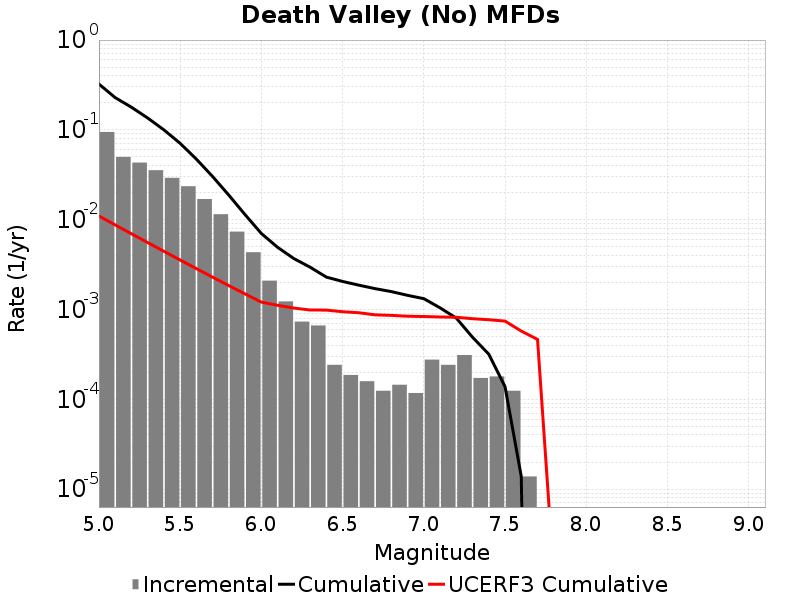 Death Valley (No) MFDs
10^0
10^-1
10^-2
10^-3
10^-4
10^-5
Rate (1/yr)
5.0 5.5 6.0 6.5 7.0 7.5 8.0 8.5 9.0
Magnitude
Incremental Cumulative UCERF3 Cumulative